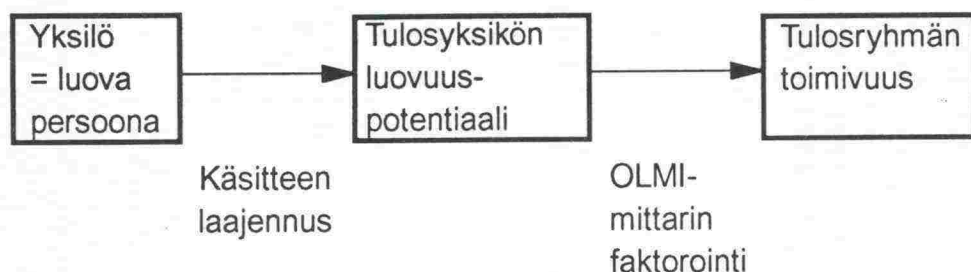 Yksilö
= luova
persoona
Tulosyksikön
luovuus-
potentiaali
Tulosryhmän
toimivuus
Käsitteen
laajennus
OLMI-
mittarin
faktorointi